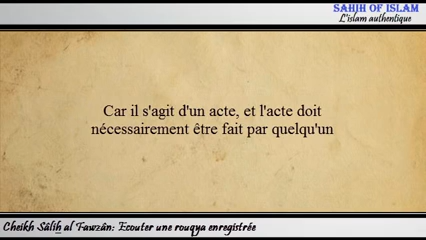 SAHIH OF ISLAM
L'islam authentique
Car il s'agit d'un acte, et l'acte doit
nécessairement être fait par quelqu'un
Cheikh Sâlih al Fawzân: Ecouter une rouqya enregistrée